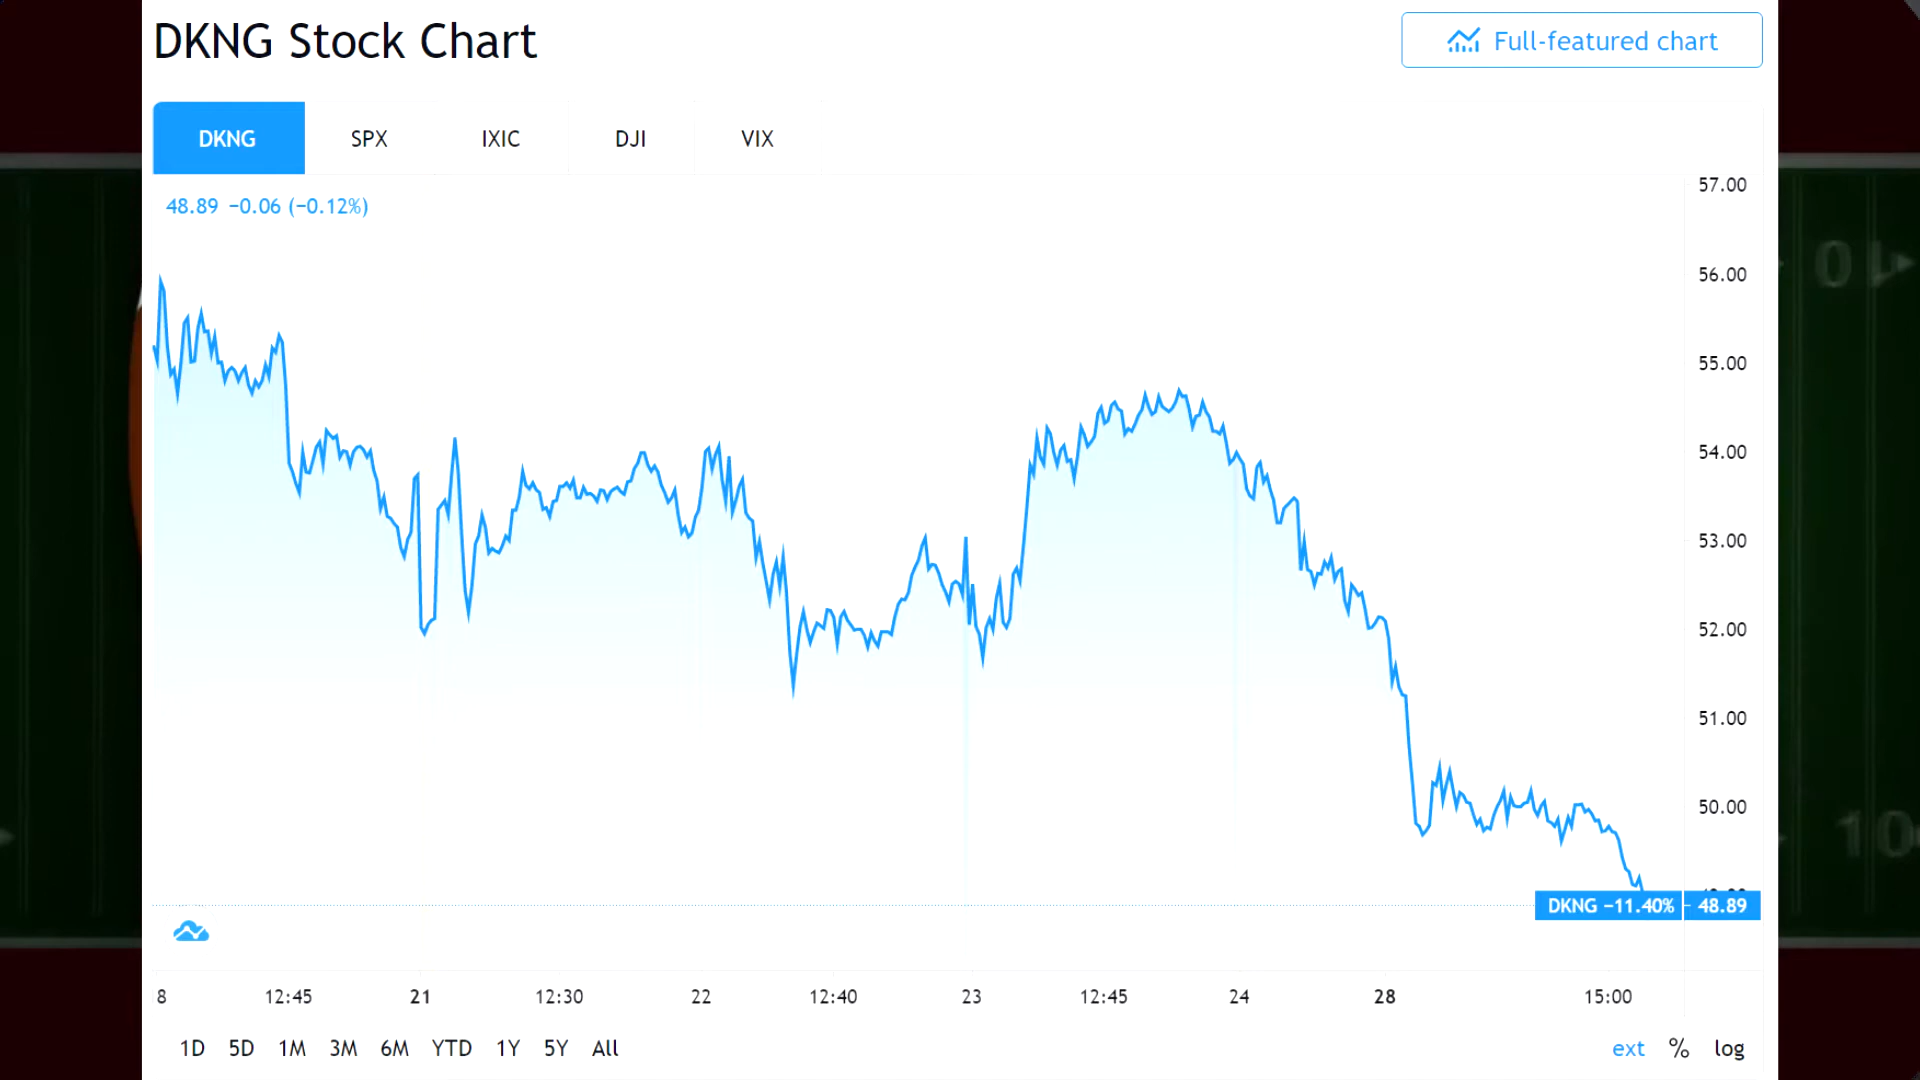 DKNG Stock Chart
Full-featured chart
DKNG SPX IXIC DJI VIX
48.89 −0.06 (−0.12%)
57.00
56.00
55.00
54.00
53.00
52.00
51.00
50.00
DKNG −11.40% 48.89
8 12:45 21 12:30 22 12:40 23 12:45 24 28 15:00
1D 5D 1M 3M 6M YTD 1Y 5Y All
ext % log
10
10